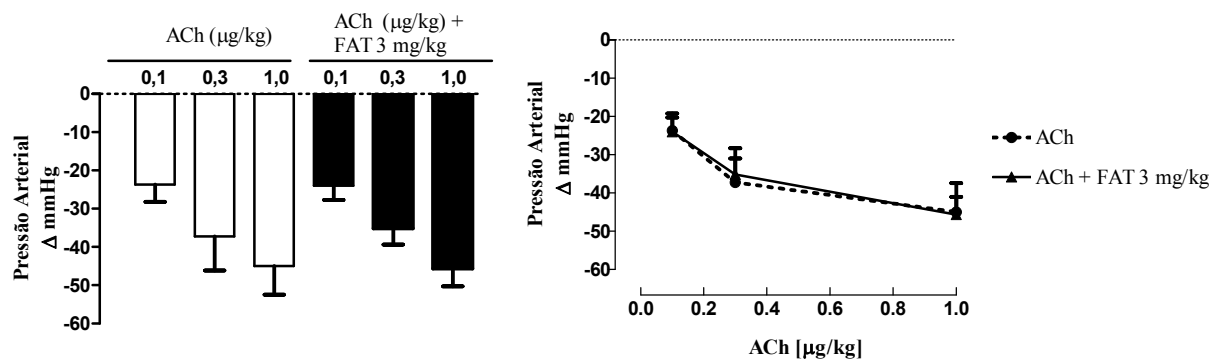 ACh (µg/kg)
ACh (µg/kg) +
FAT 3 mg/kg
0,1 0,3 1,0 0,1 0,3 1,0
0
-10
-20
-30
-40
-50
-60
Pressão Arterial
Δ mmHg
0
-10
-20
-30
-40
-50
-60
Pressão Arterial
Δ mmHg
0.0 0.2 0.4 0.6 0.8 1.0
ACh [µg/kg]
ACh
ACh + FAT 3 mg/kg